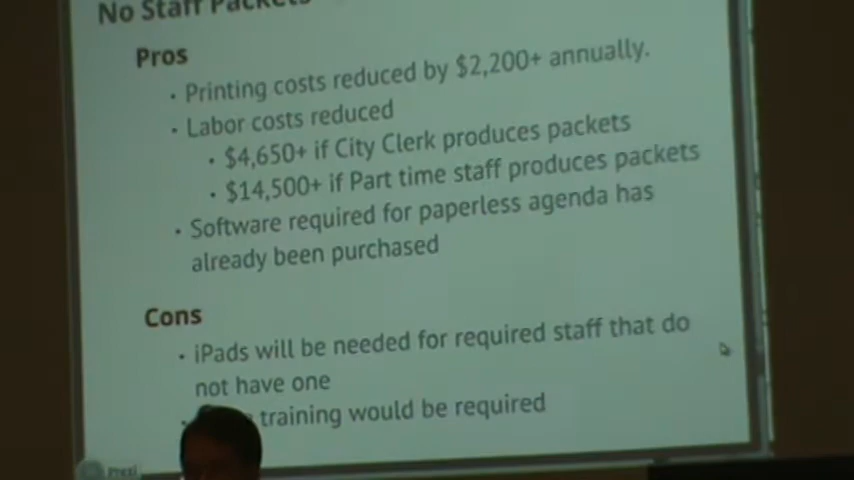 No Staff Packets
Pros
• Printing costs reduced by $2,200+ annually.
• Labor costs reduced
• $4,650+ if City Clerk produces packets
• $14,500+ if Part time staff produces packets
• Software required for paperless agenda has
already been purchased
Cons
• iPads will be needed for required staff that do
not have one
• training would be required
Prezi